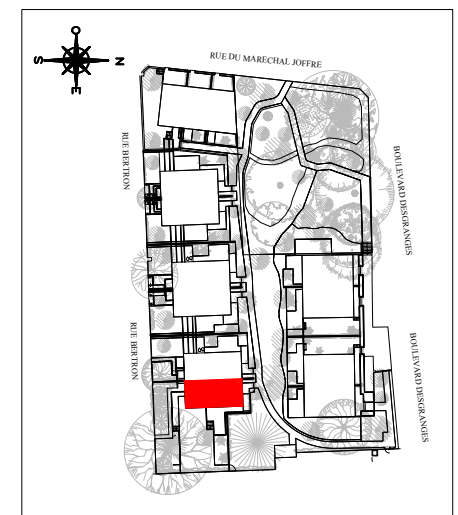 O
S
N
E
RUE DU MARECHAL JOFFRE
RUE BERTRON
BOULEVARD DESGRANGES
RUE BERTRON
BOULEVARD DESGRANGES